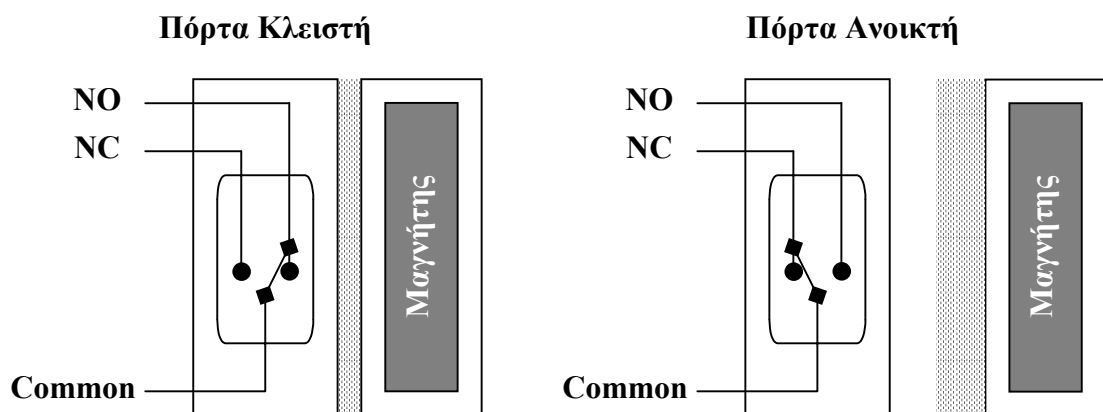 Πόρτα Κλειστή
NO
NC
Common
Μαγνήτης
Πόρτα Ανοικτή
NO
NC
Common
Μαγνήτης